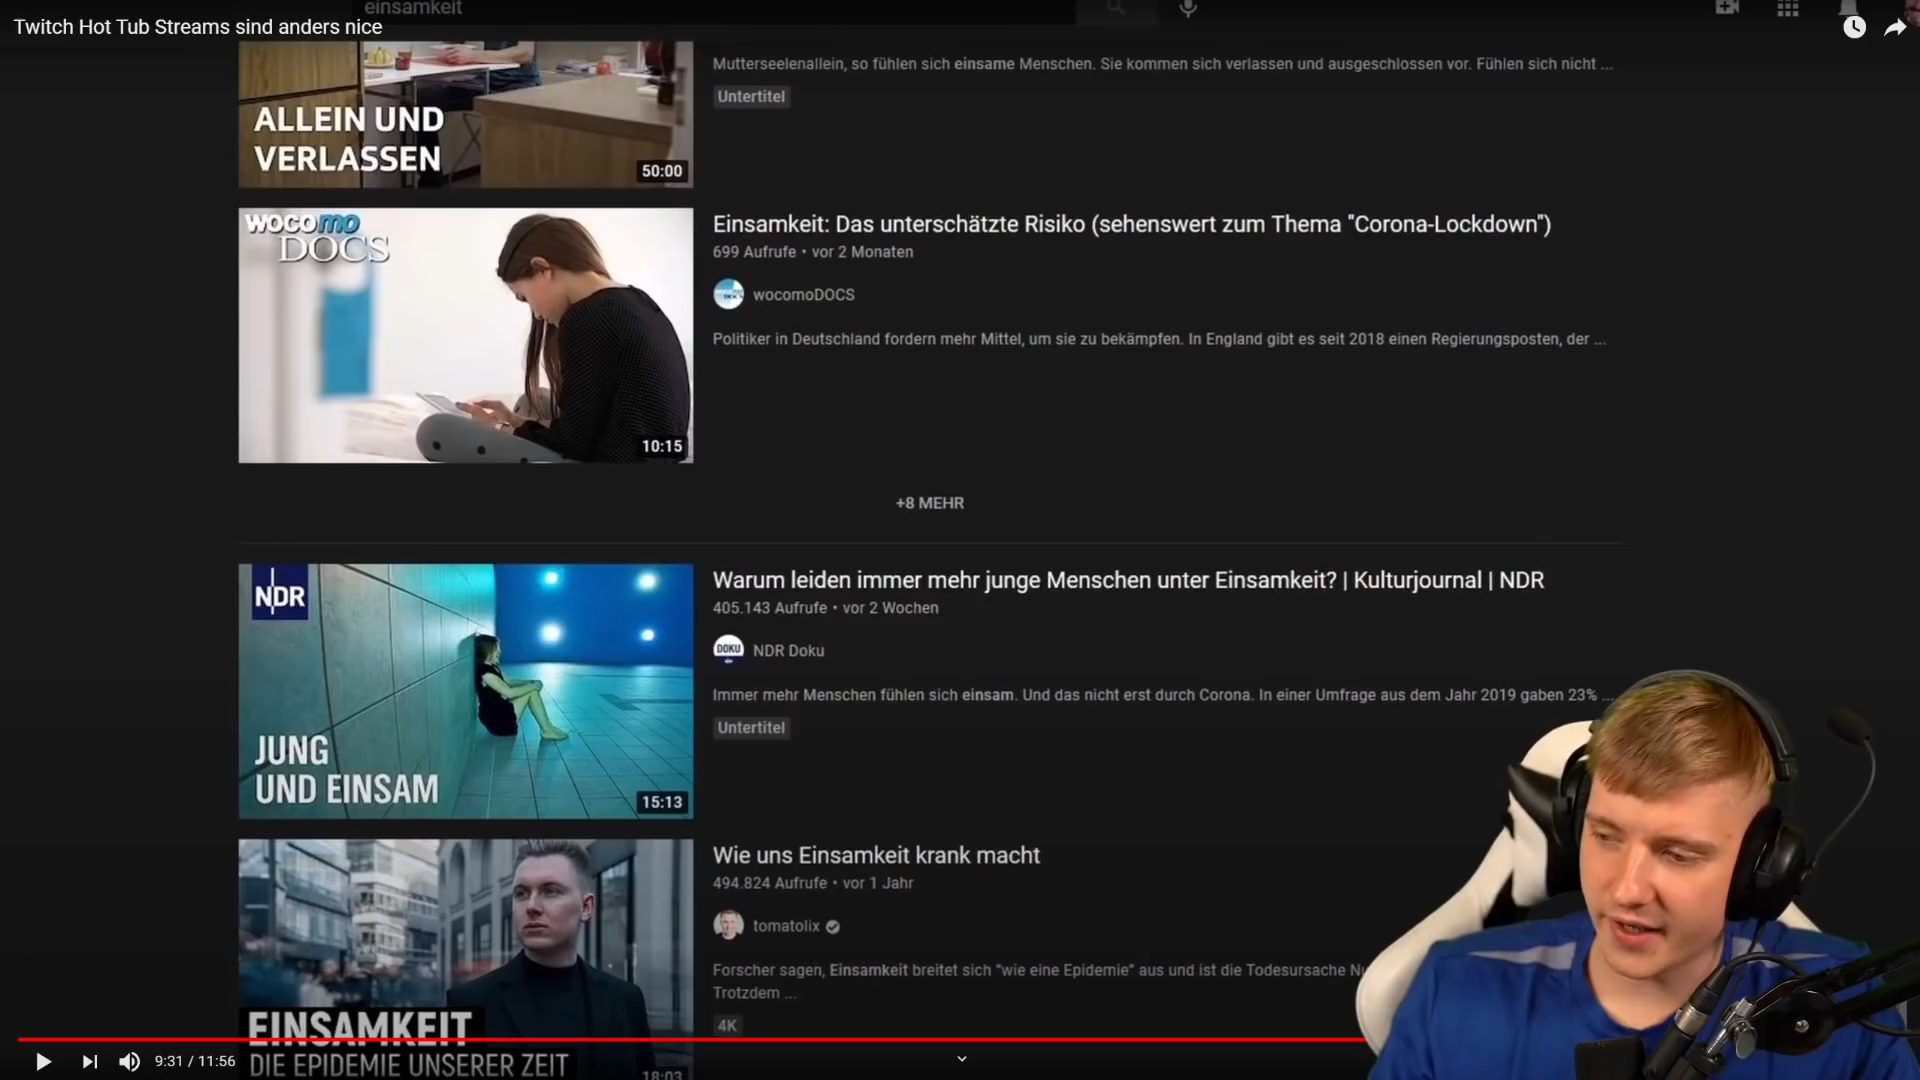 einsamkeit
Twitch Hot Tub Streams sind anders nice
Mutterseelenallein, so fühlen sich einsame Menschen. Sie kommen sich verlassen und ausgeschlossen vor. Fühlen sich nicht ...
Untertitel
ALLEIN UND
VERLASSEN
50:00
wocomo
DOCS
10:15
Einsamkeit: Das unterschätzte Risiko (sehenswert zum Thema "Corona-Lockdown")
699 Aufrufe • vor 2 Monaten
wocomoDOCS
Politiker in Deutschland fordern mehr Mittel, um sie zu bekämpfen. In England gibt es seit 2018 einen Regierungsposten, der ...
+8 MEHR
NDR
JUNG
UND EINSAM
15:13
Warum leiden immer mehr junge Menschen unter Einsamkeit? | Kulturjournal | NDR
405.143 Aufrufe • vor 2 Wochen
DOKU
NDR Doku
Immer mehr Menschen fühlen sich einsam. Und das nicht erst durch Corona. In einer Umfrage aus dem Jahr 2019 gaben 23% ...
Untertitel
Wie uns Einsamkeit krank macht
494.824 Aufrufe • vor 1 Jahr
tomatolix
Forscher sagen, Einsamkeit breitet sich "wie eine Epidemie" aus und ist die Todesursache
Trotzdem ...
4K
EINSAMKEIT
DIE EPIDEMIE UNSERER ZEIT
18:03
9:31 / 11:56